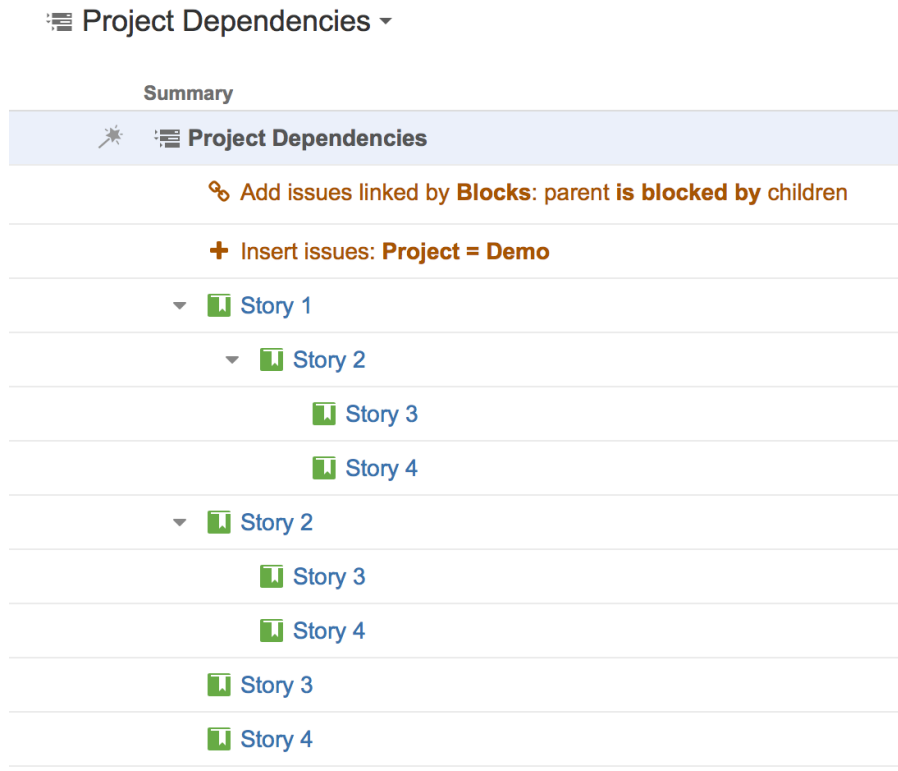 Project Dependencies
Summary
Project Dependencies
Add issues linked by Blocks: parent is blocked by children
Insert issues: Project = Demo
Story 1
Story 2
Story 3
Story 4
Story 2
Story 3
Story 4
Story 3
Story 4